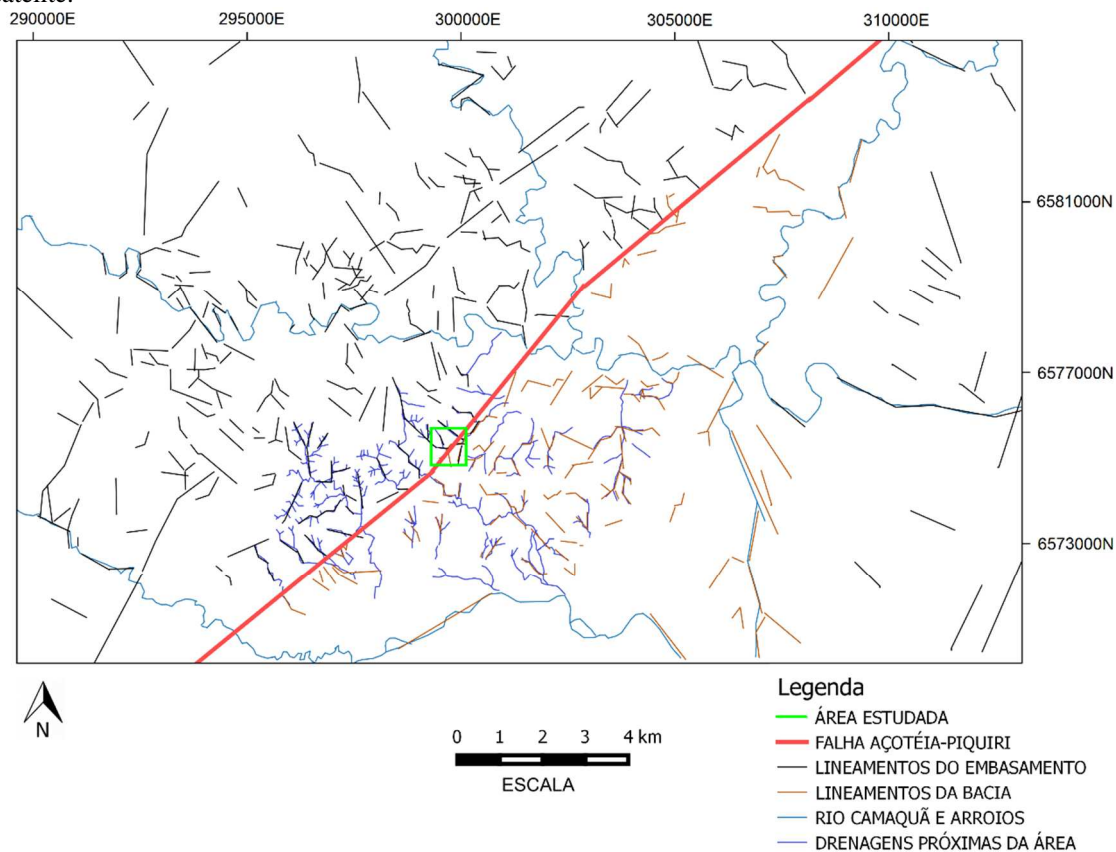 satélite.
290000E 295000E 300000E 305000E 310000E
6581000N
6577000N
6573000N
N
0 1 2 3 4 km
ESCALA
Legenda
ÁREA ESTUDADA
FALHA AÇOTÉIA-PIQUIRI
LINEAMENTOS DO EMBASAMENTO
LINEAMENTOS DA BACIA
RIO CAMAQUÃ E ARROIOS
DRENAGENS PRÓXIMAS DA ÁREA